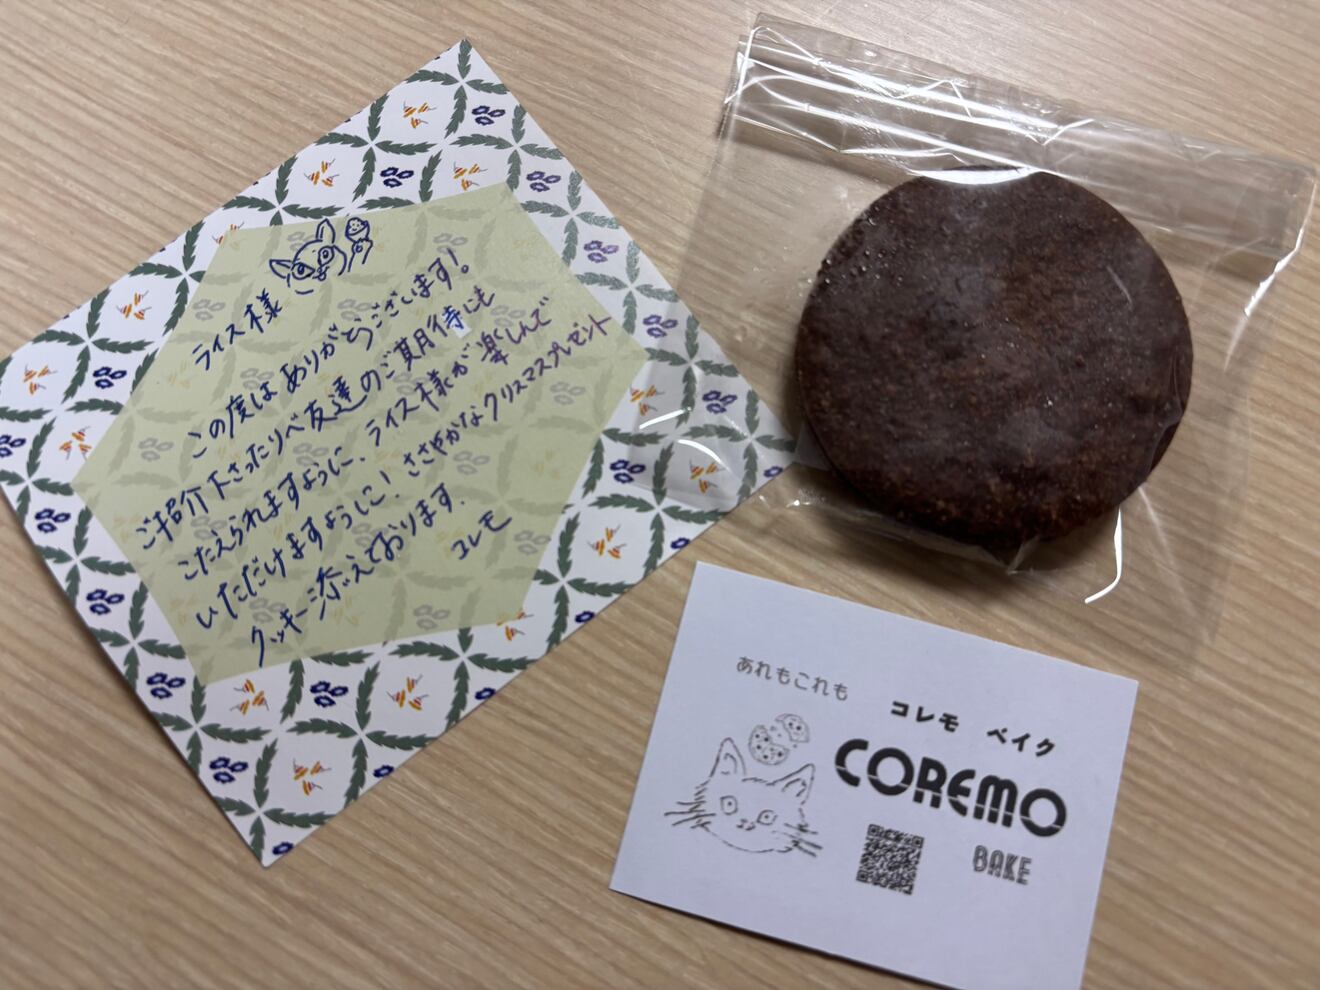 ライス様
この度はありがとうございます!
ご紹介下さったリベ友達のご期待にも
こたえられますように、ライス様が楽しんで
いただけますように!ささやかなクリスマスプレゼント
クッキー添えております.
コレモ
あれもこれも
コレモ ベイク
COREMO
BAKE